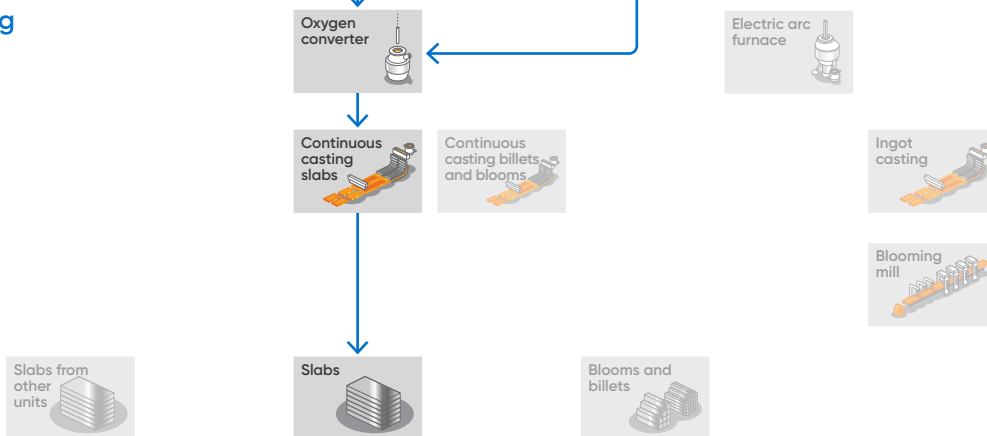 g
Oxygen
converter
Electric arc
furnace
Continuous
casting
slabs
Continuous
casting billets
and blooms
Ingot
casting
Blooming
mill
Slabs from
other
units
Slabs
Blooms and
billets